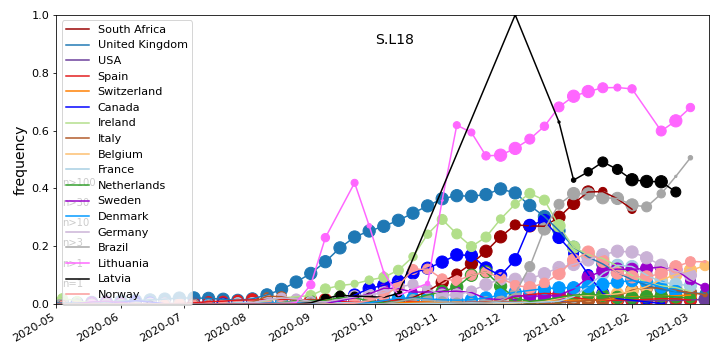 S.L18
frequency
1.0
0.8
0.6
0.4
0.2
0.0
South Africa
United Kingdom
USA
Spain
Switzerland
Canada
Ireland
Italy
Belgium
France
Netherlands
Sweden
Denmark
Germany
Brazil
Lithuania
Latvia
Norway
n>100
n>10
n>3
n>1
n=1
2020-05
2020-06
2020-07
2020-08
2020-09
2020-10
2020-11
2020-12
2021-01
2021-02
2021-03